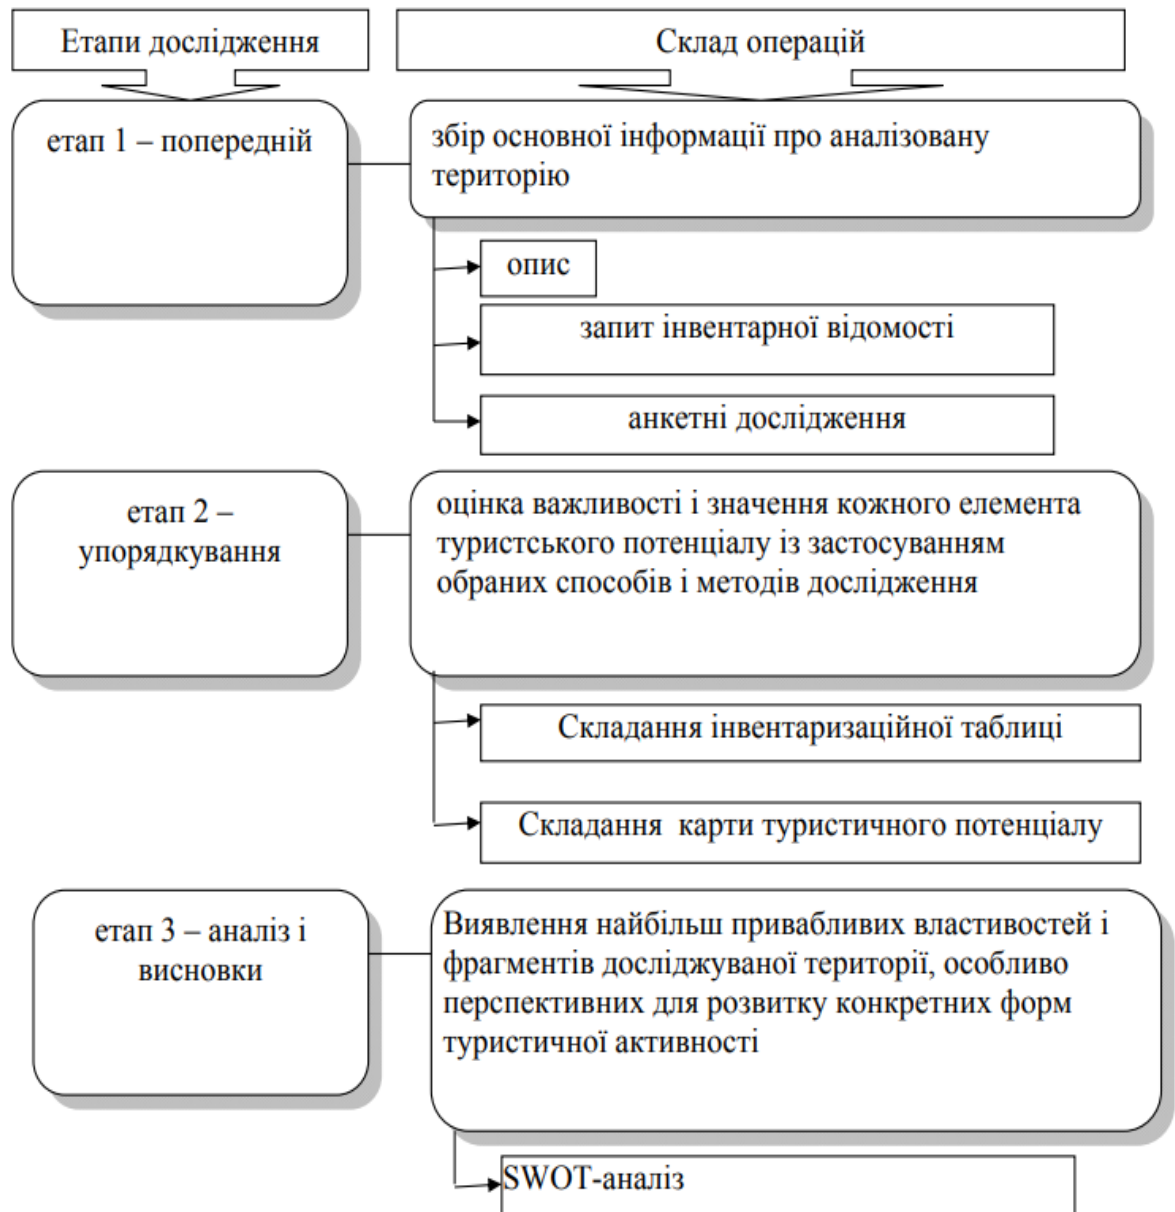 Етапи дослідження
Склад операцій
етап 1 – попередній
збір основної інформації про аналізовану
територію
опис
запит інвентарної відомості
анкетні дослідження
етап 2 –
упорядкування
оцінка важливості і значення кожного елемента
туристського потенціалу із застосуванням
обраних способів і методів дослідження
Складання інвентаризаційної таблиці
Складання карти туристичного потенціалу
етап 3 – аналіз і
висновки
Виявлення найбільш привабливих властивостей і
фрагментів досліджуваної території, особливо
перспективних для розвитку конкретних форм
туристичної активності
SWOT-аналіз